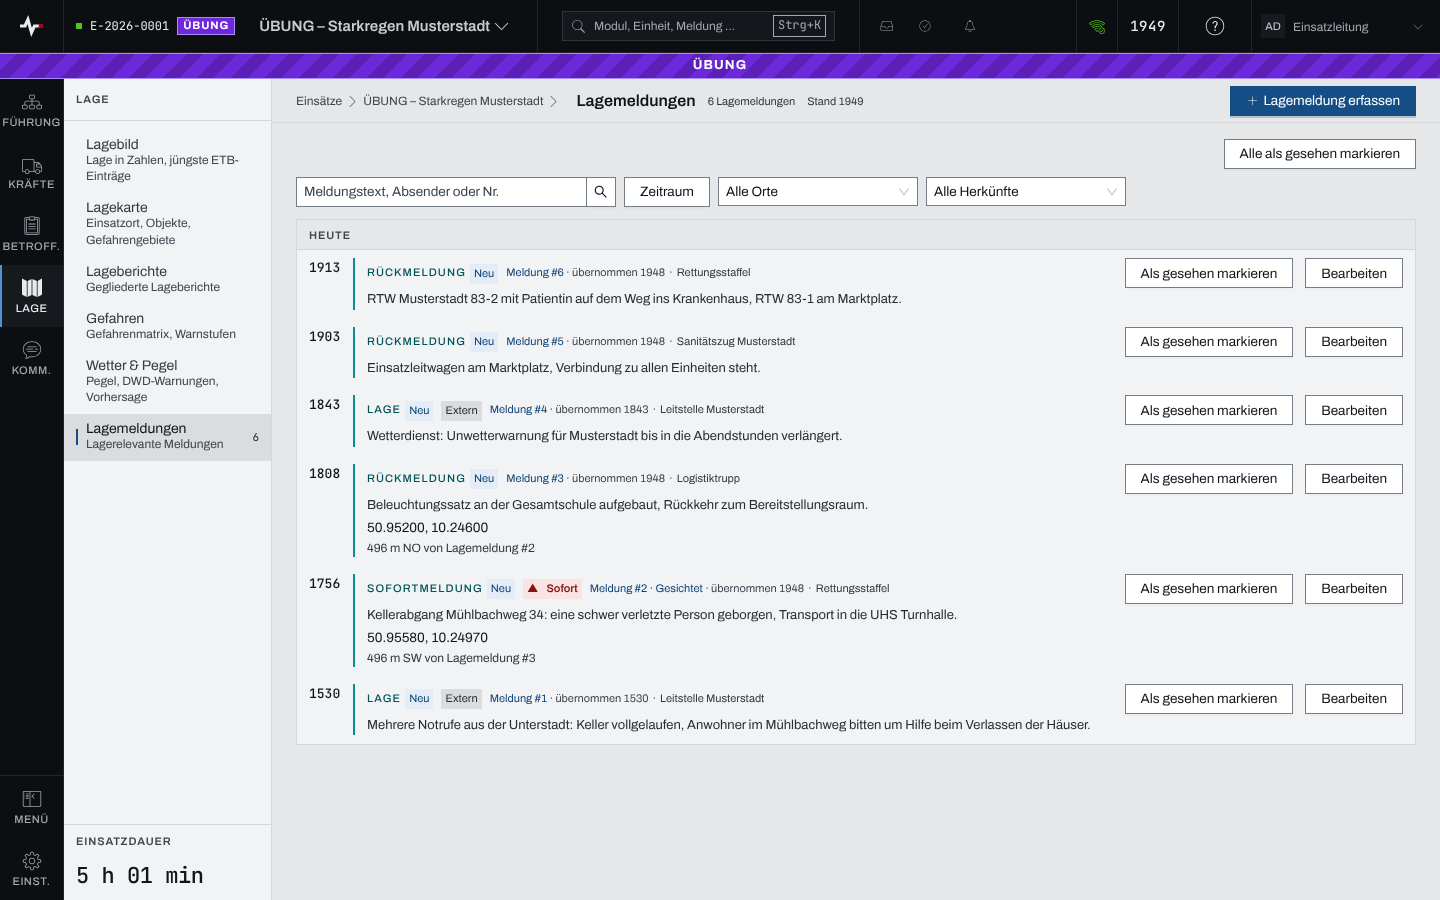 E-2026-0001 ÜBUNG ÜBUNG – Starkregen Musterstadt Modul, Einheit, Meldung ... Strg+K 1949 ? AD Einsatzleitung
ÜBUNG
FÜHRUNG
KRÄFTE
BETROFF.
LAGE
KOMM.
MENÜ
EINST.
LAGE
Lagebild
Lage in Zahlen, jüngste ETB-
Einträge
Lagekarte
Einsatzort, Objekte,
Gefahrengebiete
Lageberichte
Gegliederte Lageberichte
Gefahren
Gefahrenmatrix, Warnstufen
Wetter & Pegel
Pegel, DWD-Warnungen,
Vorhersage
Lagemeldungen
Lagerelevante Meldungen 6
EINSATZDAUER
5 h 01 min
Einsätze ÜBUNG – Starkregen Musterstadt Lagemeldungen 6 Lagemeldungen Stand 1949 + Lagemeldung erfassen
Alle als gesehen markieren
Meldungstext, Absender oder Nr. Zeitraum Alle Orte Alle Herkünfte
HEUTE
1913 RÜCKMELDUNG Neu Meldung #6 · übernommen 1948 · Rettungsstaffel Als gesehen markieren Bearbeiten
RTW Musterstadt 83-2 mit Patientin auf dem Weg ins Krankenhaus, RTW 83-1 am Marktplatz.
1903 RÜCKMELDUNG Neu Meldung #5 · übernommen 1948 · Sanitätszug Musterstadt Als gesehen markieren Bearbeiten
Einsatzleitwagen am Marktplatz, Verbindung zu allen Einheiten steht.
1843 LAGE Neu Extern Meldung #4 · übernommen 1843 · Leitstelle Musterstadt Als gesehen markieren Bearbeiten
Wetterdienst: Unwetterwarnung für Musterstadt bis in die Abendstunden verlängert.
1808 RÜCKMELDUNG Neu Meldung #3 · übernommen 1948 · Logistiktrupp Als gesehen markieren Bearbeiten
Beleuchtungssatz an der Gesamtschule aufgebaut, Rückkehr zum Bereitstellungsraum.
50.95200, 10.24600
496 m NO von Lagemeldung #2
1756 SOFORTMELDUNG Neu Sofort Meldung #2 · Gesichtet · übernommen 1948 · Rettungsstaffel Als gesehen markieren Bearbeiten
Kellerabgang Mühlbachweg 34: eine schwer verletzte Person geborgen, Transport in die UHS Turnhalle.
50.95580, 10.24970
496 m SW von Lagemeldung #3
1530 LAGE Neu Extern Meldung #1 · übernommen 1530 · Leitstelle Musterstadt Als gesehen markieren Bearbeiten
Mehrere Notrufe aus der Unterstadt: Keller vollgelaufen, Anwohner im Mühlbachweg bitten um Hilfe beim Verlassen der Häuser.